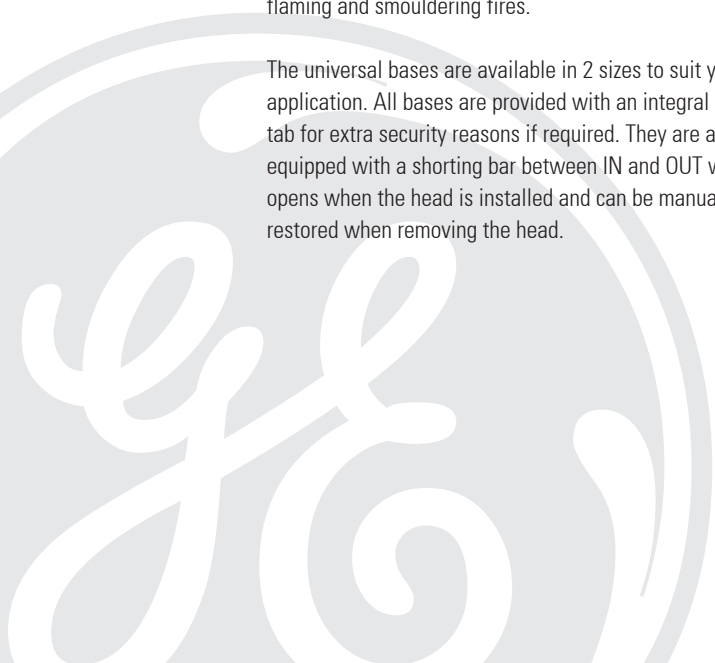 flaming and smouldering fires.
The universal bases are available in 2 sizes to suit
application. All bases are provided with an integral
tab for extra security reasons if required. They are
equipped with a shorting bar between IN and OUT
opens when the head is installed and can be
restored when removing the head.
GE